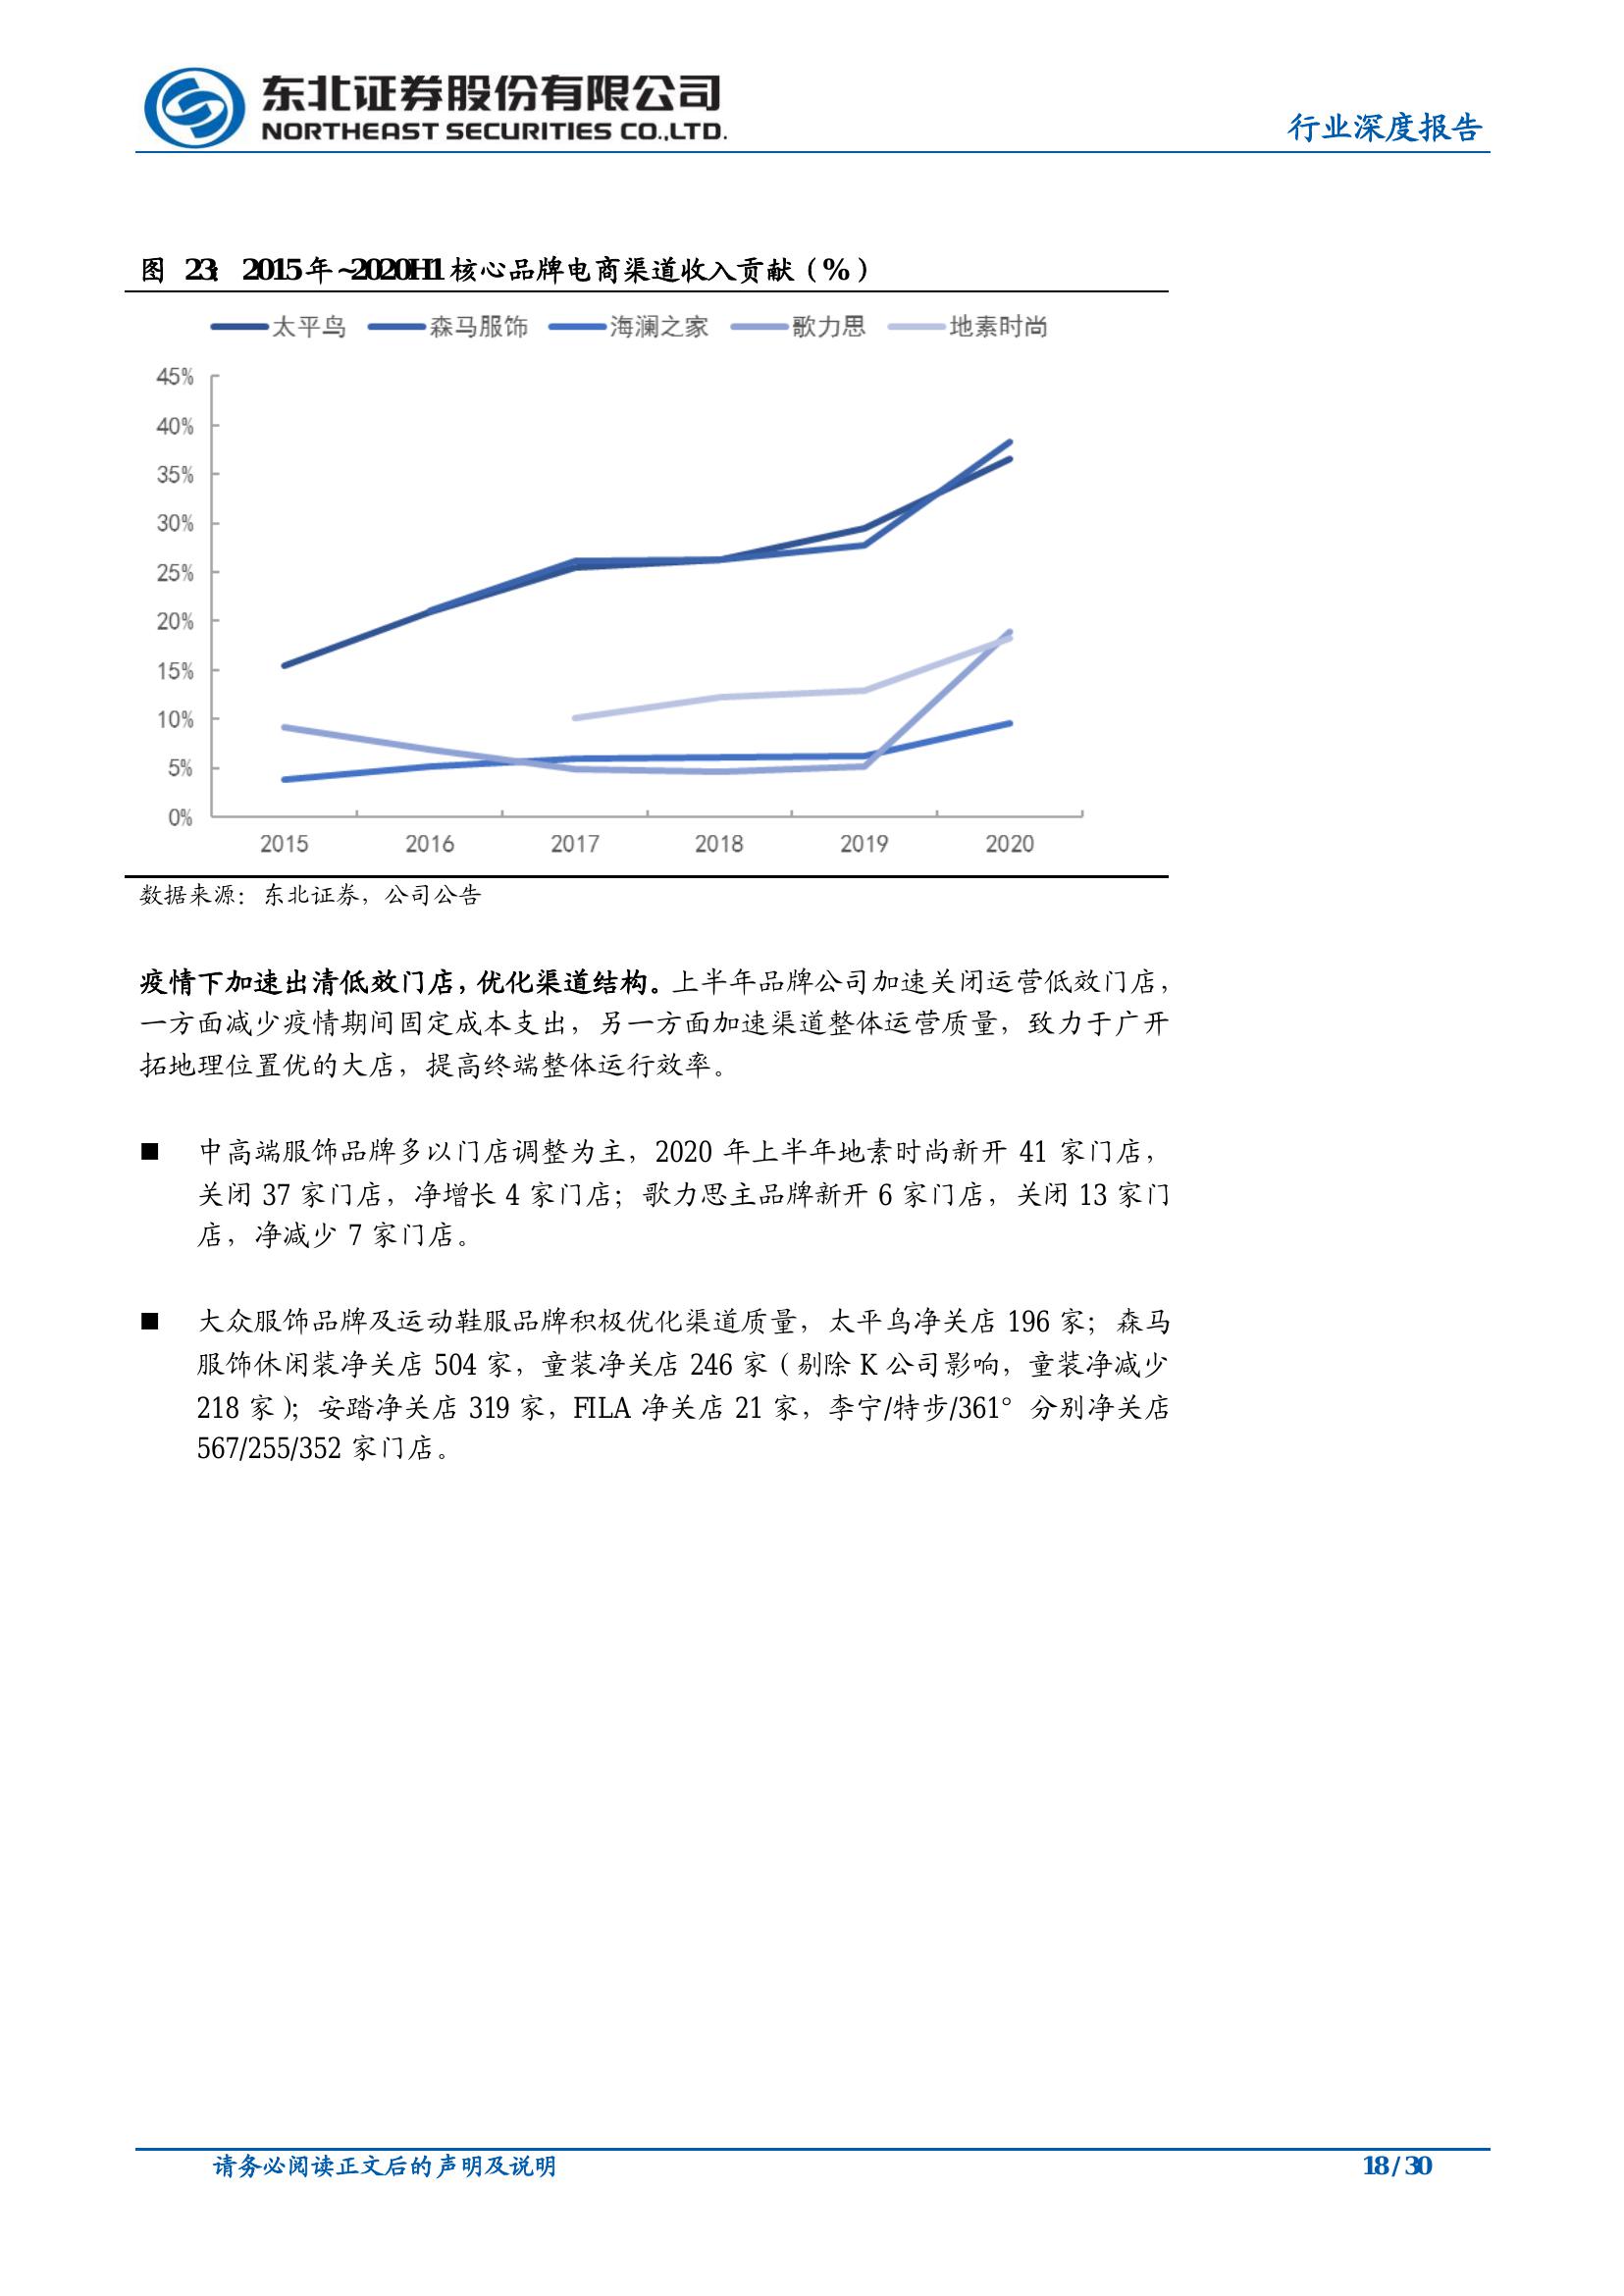 东北证券股份有限公司
NORTHEAST SECURITIES CO.,LTD.
行业深度报告
图 23: 2015 年~2020H1 核心品牌电商渠道收入贡献（%）
太平鸟 森马服饰 海澜之家 歌力思 地素时尚
45%
40%
35%
30%
25%
20%
15%
10%
5%
0%
2015 2016 2017 2018 2019 2020
数据来源：东北证券，公司公告
疫情下加速出清低效门店，优化渠道结构。上半年品牌公司加速关闭运营低效门店，
一方面减少疫情期间固定成本支出，另一方面加速渠道整体运营质量，致力于广开
拓地理位置优的大店，提高终端整体运行效率。
■ 中高端服饰品牌多以门店调整为主，2020 年上半年地素时尚新开 41 家门店，
关闭 37 家门店，净增长 4 家门店；歌力思主品牌新开 6 家门店，关闭 13 家门
店，净减少 7 家门店。
■ 大众服饰品牌及运动鞋服品牌积极优化渠道质量，太平鸟净关店 196 家；森马
服饰休闲装净关店 504 家，童装净关店 246 家（剔除 K 公司影响，童装净减少
218 家）；安踏净关店 319 家，FILA 净关店 21 家，李宁/特步/361° 分别净关店
567/255/352 家门店。
请务必阅读正文后的声明及说明
18 / 30